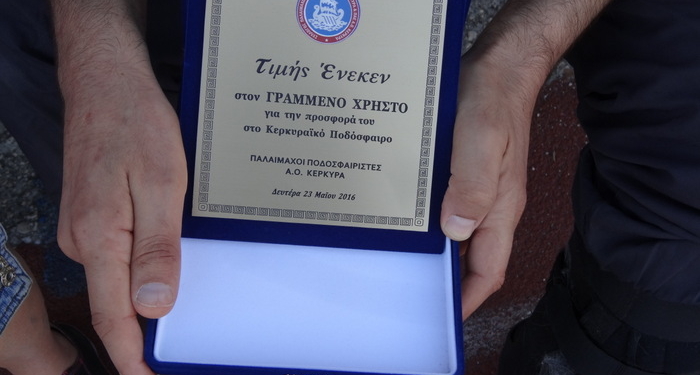 Τιμής Ένεκεν
στον ΓΡΑΜΜΕΝΟ ΧΡΗΣΤΟ
για την προσφορά του
στο Κερκυραϊκό Ποδόσφαιρο
ΠΑΛΑΙΜΑΧΟΙ ΠΟΔΟΣΦΑΙΡΙΣΤΕΣ
Α.Ο. ΚΕΡΚΥΡΑ
Δευτέρα 23 Μαΐου 2016